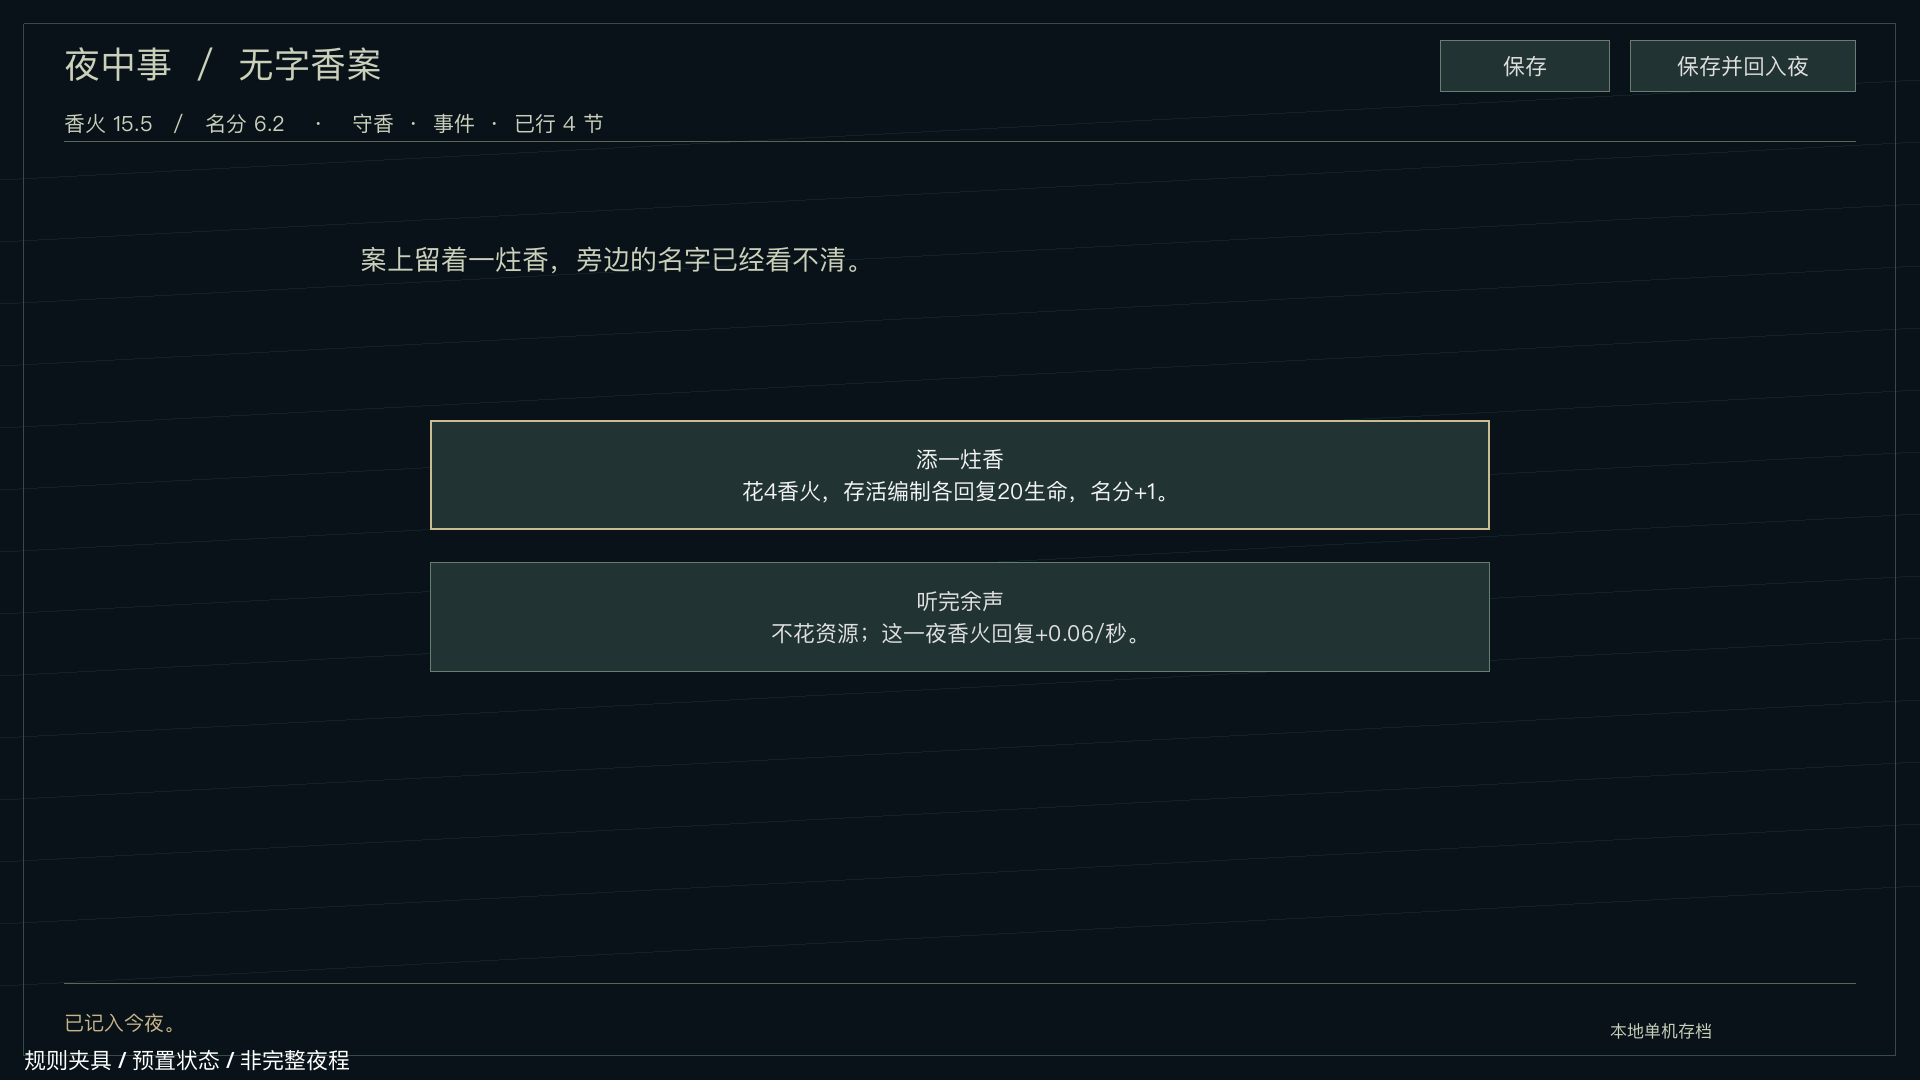 夜中事 / 无字香案
保存
保存并回入夜
香火 15.5 / 名分 6.2 · 守香 · 事件 · 已行 4 节
案上留着一炷香，旁边的名字已经看不清。
添一炷香
花4香火，存活编制各回复20生命，名分+1。
听完余声
不花资源；这一夜香火回复+0.06/秒。
已记入今夜。
本地单机存档
规则夹具 / 预置状态 / 非完整夜程